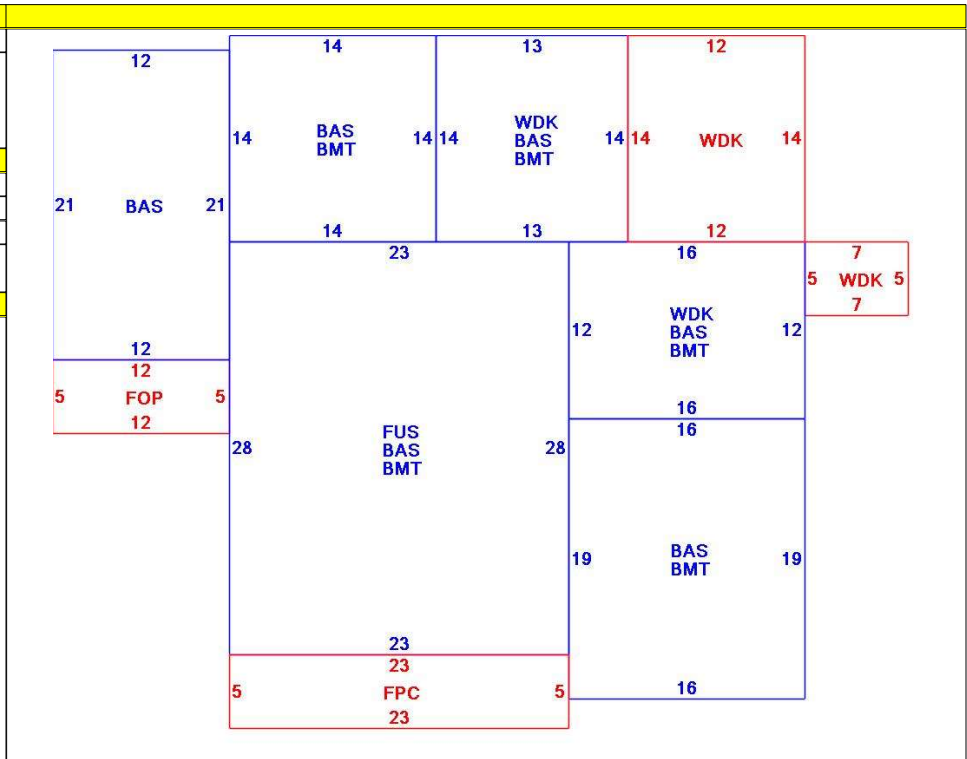 12
21 BAS 21
12
12
5 FOP 5
12
14
14 BAS 14
BMT
14
13
WDK
14 BAS 14
BMT
13
12
14 WDK 14
12
7
5 WDK 5
7
23
FUS
28 BAS 28
BMT
23
16
WDK
12 BAS 12
BMT
16
16
BAS
19 BMT 19
16
23
5 FPC 5
23